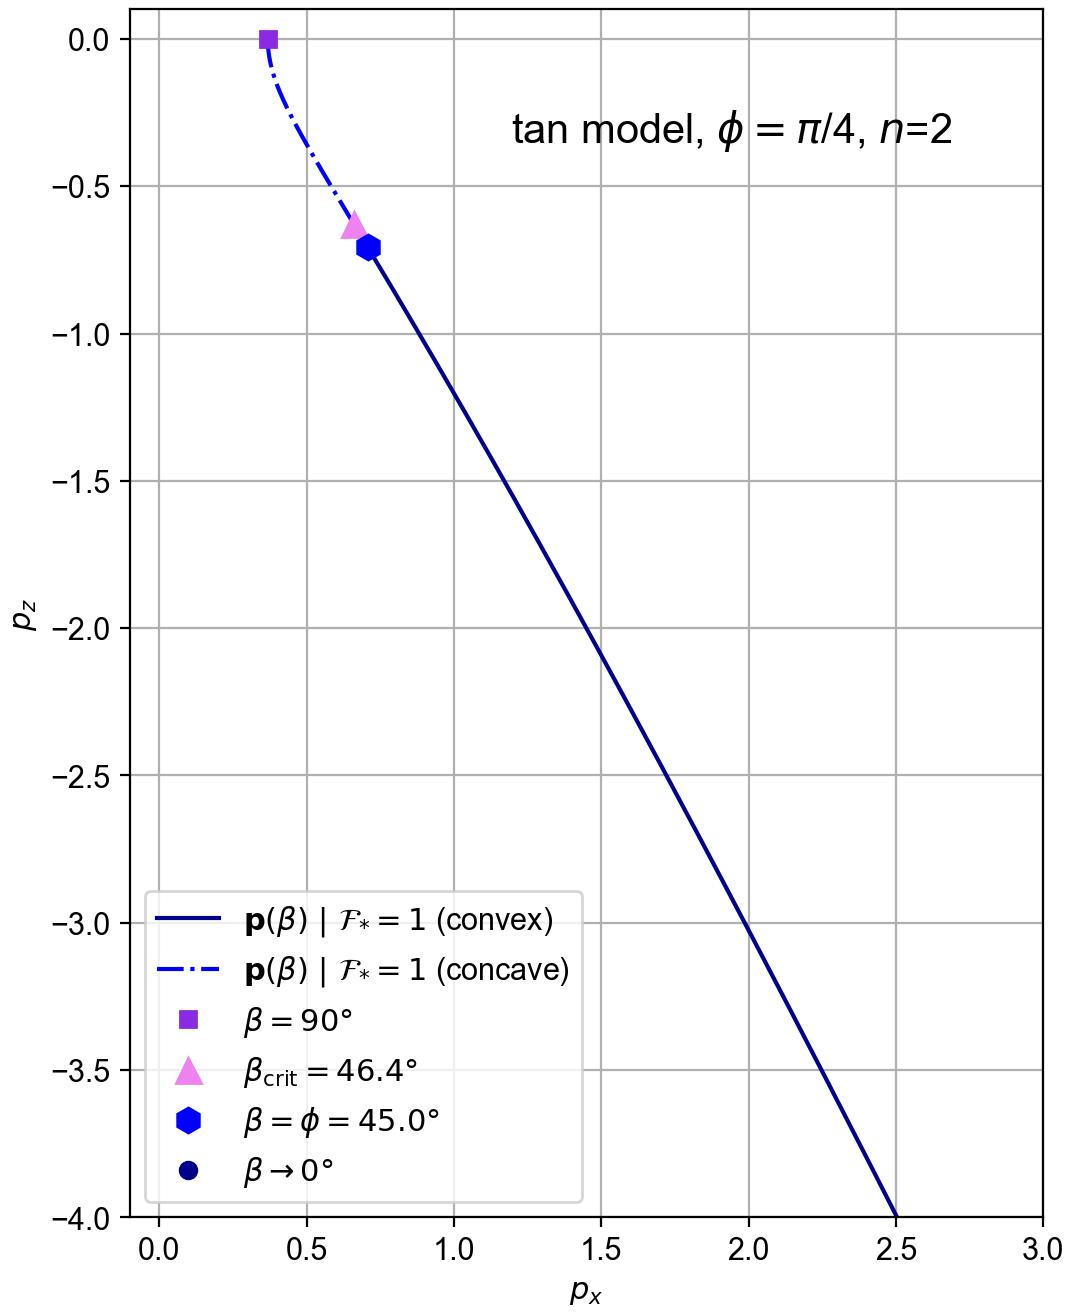 tan model, ϕ = π/4, n=2
0.0
−0.5
−1.0
−1.5
−2.0
−2.5
−3.0
−3.5
−4.0
p_z
p(β) | ℱ* = 1 (convex)
p(β) | ℱ* = 1 (concave)
β = 90°
β_crit = 46.4°
β = ϕ = 45.0°
β → 0°
0.0 0.5 1.0 1.5 2.0 2.5 3.0
p_x